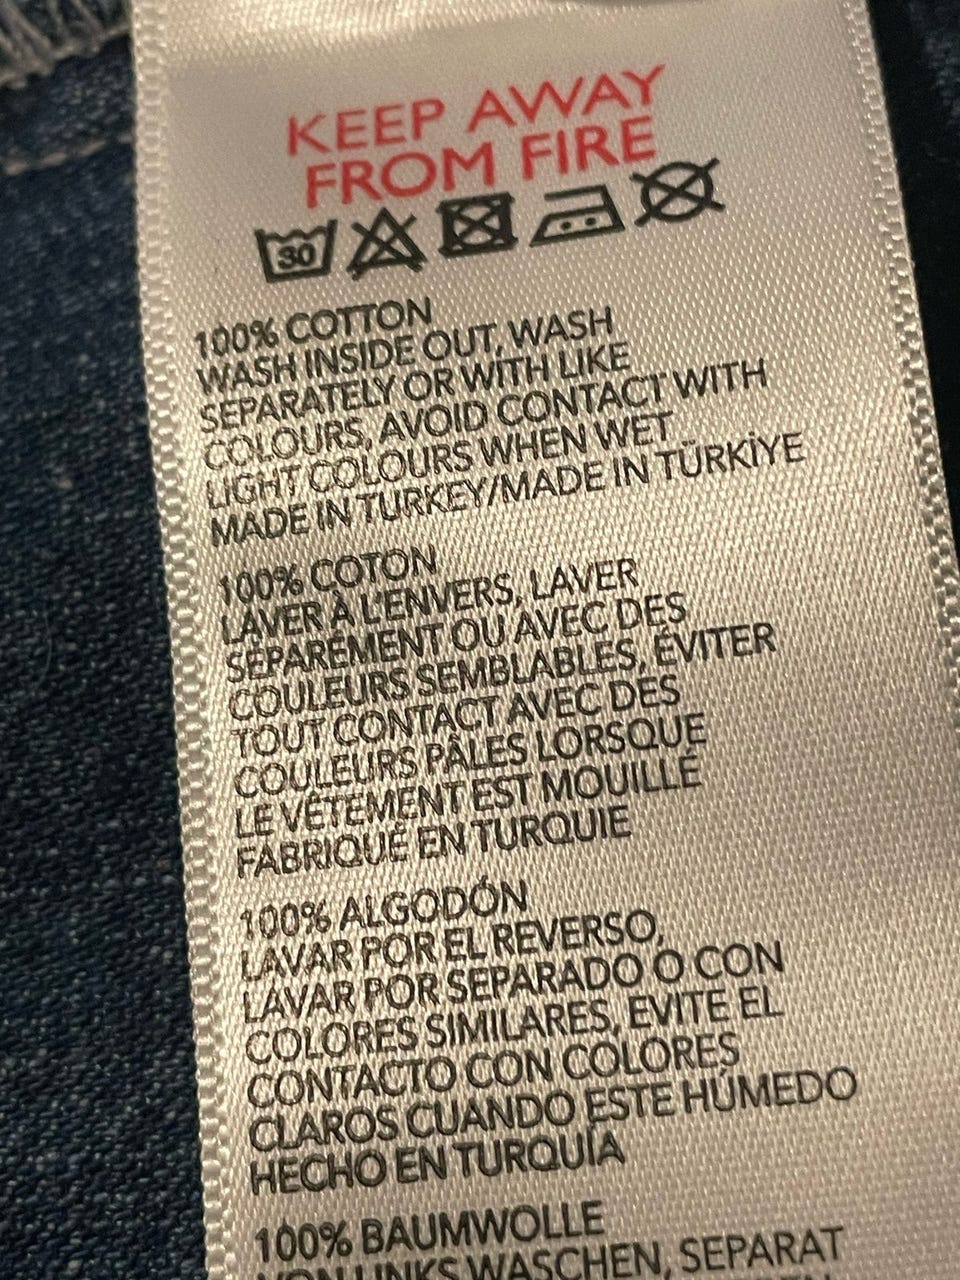 KEEP AWAY
FROM FIRE
30
100% COTTON
WASH INSIDE OUT, WASH
SEPARATELY OR WITH LIKE
COLOURS, AVOID CONTACT WITH
LIGHT COLOURS WHEN WET
MADE IN TURKEY/MADE IN TÜRKİYE
100% COTON
LAVER À L'ENVERS, LAVER
SÉPARÉMENT OU AVEC DES
COULEURS SEMBLABLES, ÉVITER
TOUT CONTACT AVEC DES
COULEURS PÂLES LORSQUE
LE VÊTEMENT EST MOUILLÉ
FABRIQUÉ EN TURQUIE
100% ALGODÓN
LAVAR POR EL REVERSO,
LAVAR POR SEPARADO O CON
COLORES SIMILARES, EVITE EL
CONTACTO CON COLORES
CLAROS CUANDO ESTE HÚMEDO
HECHO EN TURQUÍA
100% BAUMWOLLE
VON LINKS WASCHEN, SEPARAT